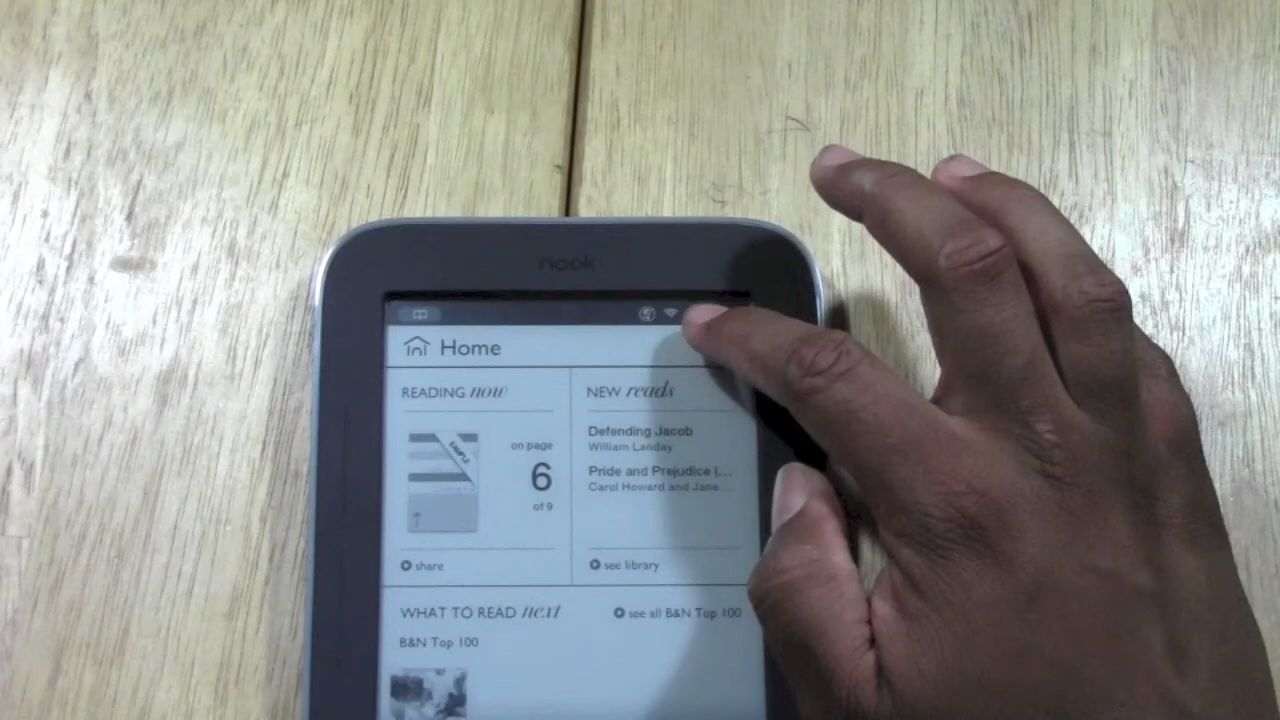 nook
Home
READING now
SAMPLE
on page
6
of 9
share
NEW reads
Defending Jacob
William Landay
Pride and Prejudice (...
Carol Howard and Jane ...
see library
WHAT TO READ next
see all B&N Top 100
B&N Top 100